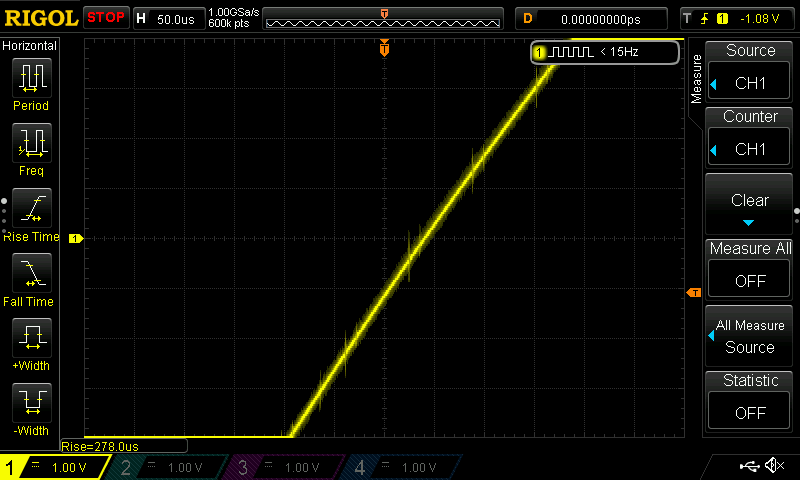 RIGOL STOP H 50.0us 1.00GSa/s 600k pts T D 0.00000000ps T 1 -1.08 V
Horizontal
Period
Freq
Rise Time
Fall Time
+Width
-Width
T
1 < 15Hz
1
T
Rise=278.0us
Measure
Source
CH1
Counter
CH1
Clear
Measure All
OFF
All Measure
Source
Statistic
OFF
1 1.00 V 2 1.00 V 3 1.00 V 4 1.00 V